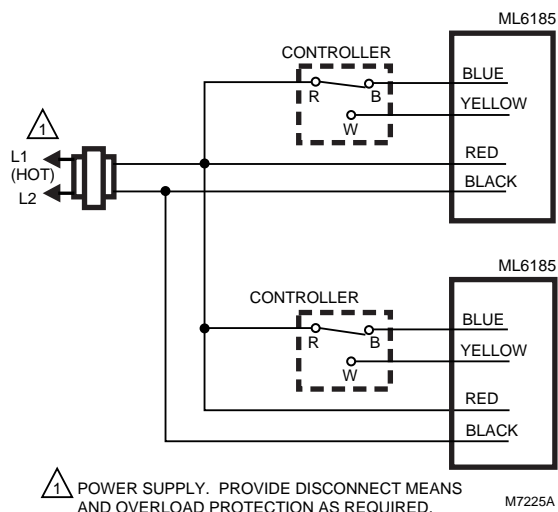 ML6185
CONTROLLER
R B
W
BLUE
YELLOW
RED
BLACK
1
L1
(HOT)
L2
ML6185
CONTROLLER
R B
W
BLUE
YELLOW
RED
BLACK
1 POWER SUPPLY. PROVIDE DISCONNECT MEANS
AND OVERLOAD PROTECTION AS REQUIRED.
M7225A